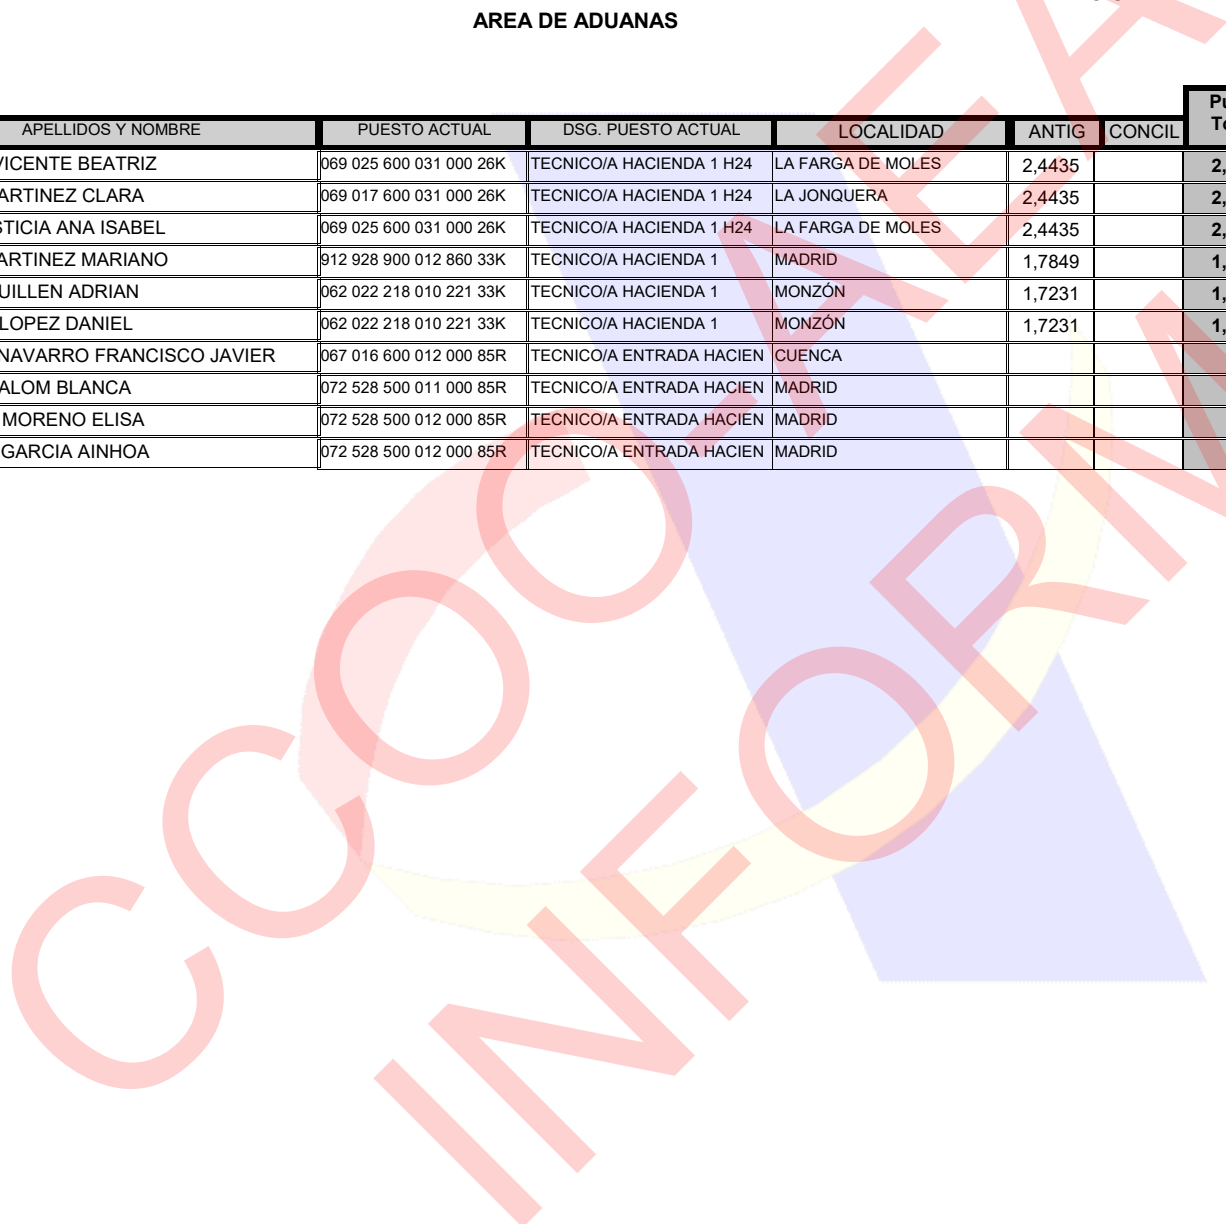 AREA DE ADUANAS
APELLIDOS Y NOMBRE PUESTO ACTUAL DSG. PUESTO ACTUAL LOCALIDAD ANTIG CONCIL
VICENTE BEATRIZ 069 025 600 031 000 26K TECNICO/A HACIENDA 1 H24 LA FARGA DE MOLES 2,4435 2,
ARTINEZ CLARA 069 017 600 031 000 26K TECNICO/A HACIENDA 1 H24 LA JONQUERA 2,4435 2,
STICIA ANA ISABEL 069 025 600 031 000 26K TECNICO/A HACIENDA 1 H24 LA FARGA DE MOLES 2,4435 2,
ARTINEZ MARIANO 912 928 900 012 860 33K TECNICO/A HACIENDA 1 MADRID 1,7849 1,
UILLEN ADRIAN 062 022 218 010 221 33K TECNICO/A HACIENDA 1 MONZÓN 1,7231 1,
LOPEZ DANIEL 062 022 218 010 221 33K TECNICO/A HACIENDA 1 MONZÓN 1,7231 1,
NAVARRO FRANCISCO JAVIER 067 016 600 012 000 85R TECNICO/A ENTRADA HACIEN CUENCA
ALOM BLANCA 072 528 500 011 000 85R TECNICO/A ENTRADA HACIEN MADRID
MORENO ELISA 072 528 500 012 000 85R TECNICO/A ENTRADA HACIEN MADRID
GARCIA AINHOA 072 528 500 012 000 85R TECNICO/A ENTRADA HACIEN MADRID
CCOO-AEA
INFORM